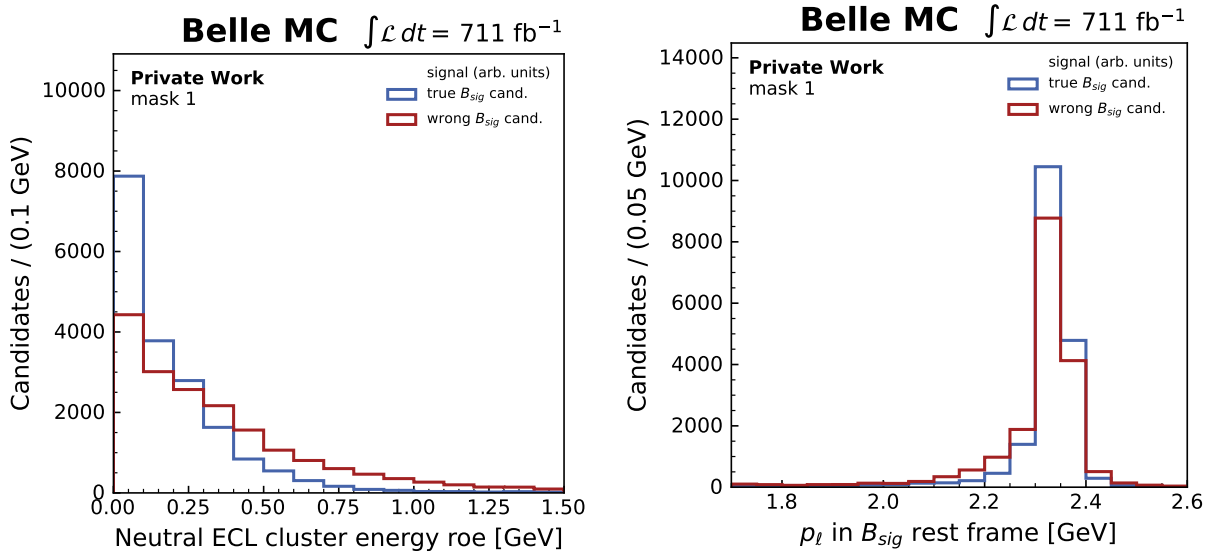 Belle MC ∫ℒ dt = 711 fb⁻¹
Private Work
mask 1
signal (arb. units)
true B_sig cand.
wrong B_sig cand.
Candidates / (0.1 GeV)
10000
8000
6000
4000
2000
0
0.00 0.25 0.50 0.75 1.00 1.25 1.50
Neutral ECL cluster energy roe [GeV]
Belle MC ∫ℒ dt = 711 fb⁻¹
Private Work
mask 1
signal (arb. units)
true B_sig cand.
wrong B_sig cand.
Candidates / (0.05 GeV)
14000
12000
10000
8000
6000
4000
2000
0
1.8 2.0 2.2 2.4 2.6
p_ℓ in B_sig rest frame [GeV]